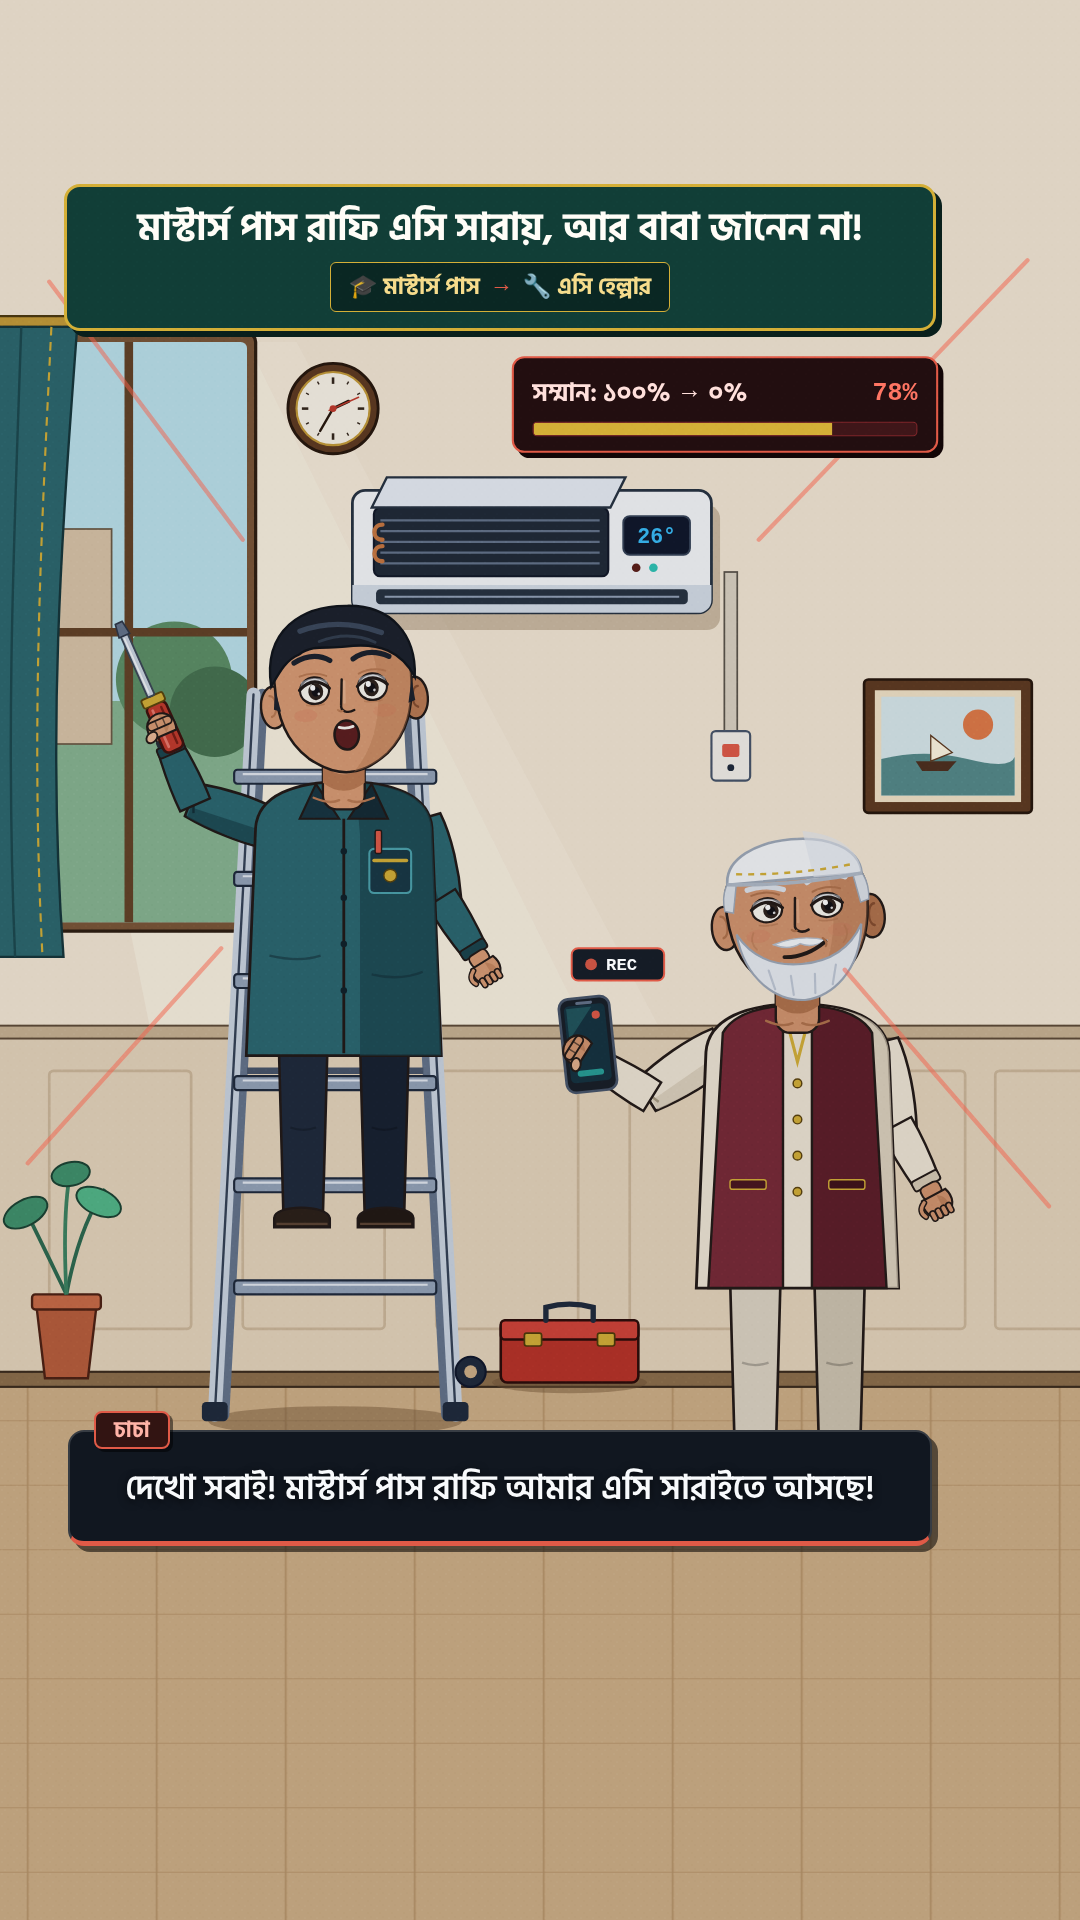 মাস্টার্স পাস রাফি এসি সারায়, আর বাবা জানেন না!
🎓 মাস্টার্স পাস → 🔧 এসি হেল্পার
সম্মান: ১০০% → ০% 78%
26°
REC
চাচা
দেখো সবাই! মাস্টার্স পাস রাফি আমার এসি সারাইতে আসছে!